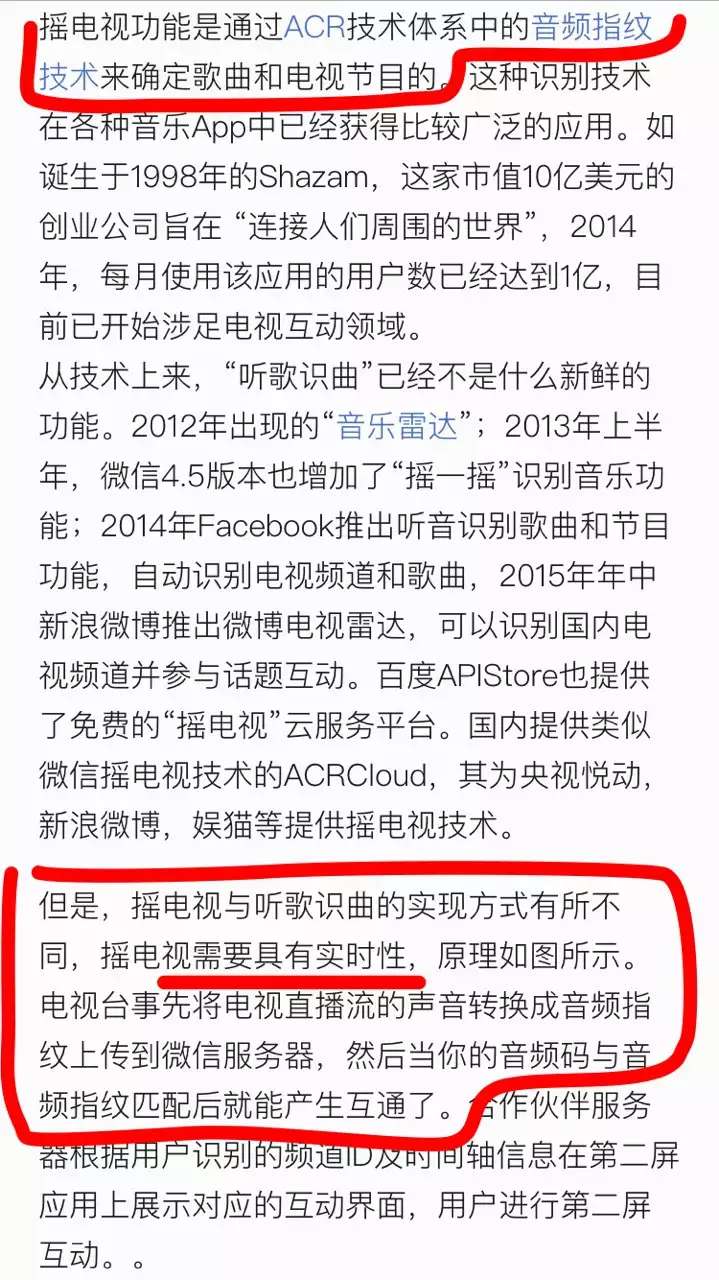 摇电视功能是通过ACR技术体系中的音频指纹
技术来确定歌曲和电视节目的。这种识别技术
在各种音乐App中已经获得比较广泛的应用。如
诞生于1998年的Shazam，这家市值10亿美元的
创业公司旨在 “连接人们周围的世界”，2014
年，每月使用该应用的用户数已经达到1亿，目
前已开始涉足电视互动领域。
从技术上来，“听歌识曲”已经不是什么新鲜的
功能。2012年出现的“音乐雷达”；2013年上半
年，微信4.5版本也增加了“摇一摇”识别音乐功
能；2014年Facebook推出听音识别歌曲和节目
功能，自动识别电视频道和歌曲，2015年年中
新浪微博推出微博电视雷达，可以识别国内电
视频道并参与话题互动。百度APIStore也提供
了免费的“摇电视”云服务平台。国内提供类似
微信摇电视技术的ACRCloud，其为央视悦动，
新浪微博，娱猫等提供摇电视技术。
但是，摇电视与听歌识曲的实现方式有所不
同，摇电视需要具有实时性，原理如图所示。
电视台事先将电视直播流的声音转换成音频指
纹上传到微信服务器，然后当你的音频码与音
频指纹匹配后就能产生互通了。合作伙伴服务
器根据用户识别的频道ID及时间轴信息在第二屏
应用上展示对应的互动界面，用户进行第二屏
互动。。